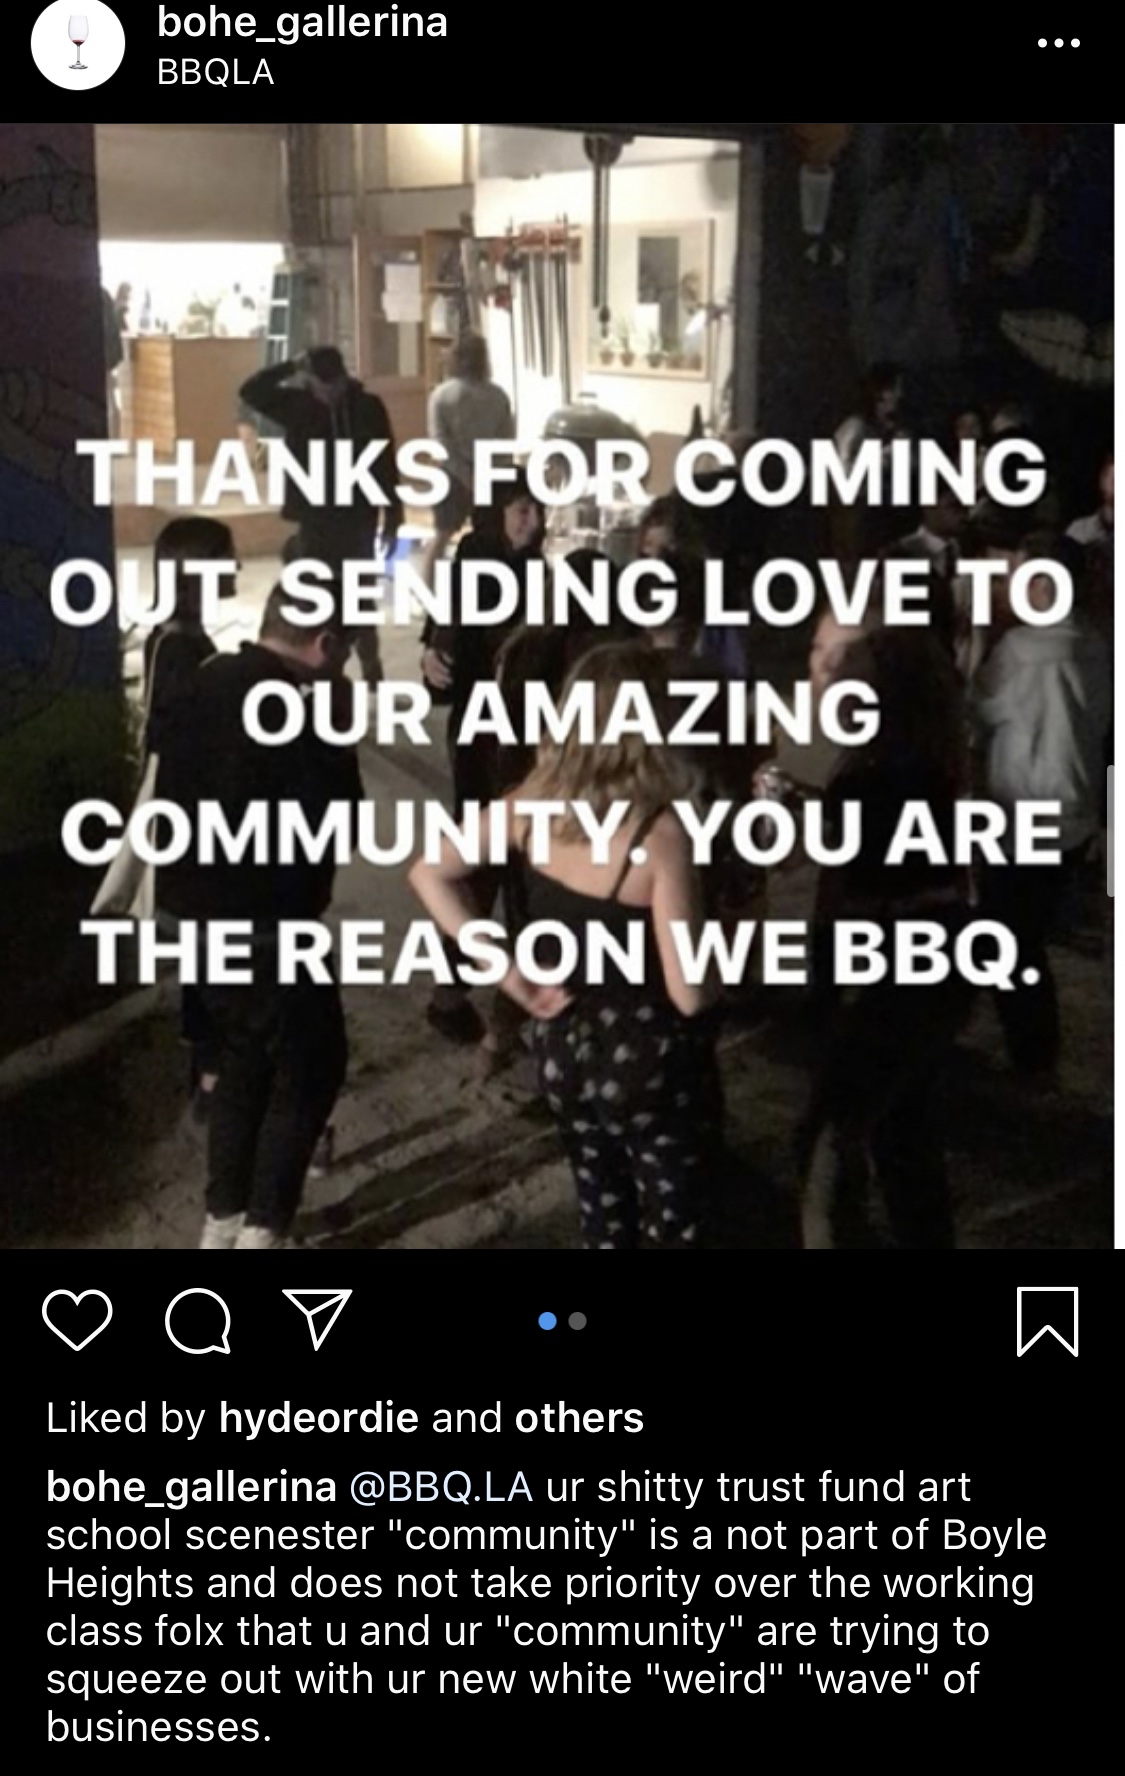 bohe_gallerina
BBQLA
THANKS FOR COMING
OUT. SENDING LOVE TO
OUR AMAZING
COMMUNITY. YOU ARE
THE REASON WE BBQ.
Liked by hydeordie and others
bohe_gallerina @BBQ.LA ur shitty trust fund art
school scenester "community" is a not part of Boyle
Heights and does not take priority over the working
class folx that u and ur "community" are trying to
squeeze out with ur new white "weird" "wave" of
businesses.